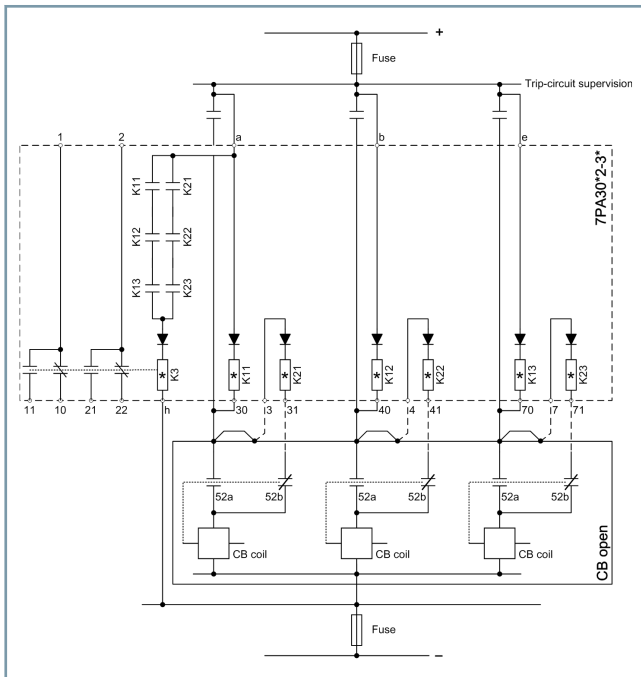 +
Fuse
Trip-circuit supervision
1 2 a b e
7PA30*2-3*
K11 K21
K12 K22
K13 K23
* K3 * K11 * K21 * K12 * K22 * K13 * K23
11 10 21 22 h 30 3 31 40 4 41 70 7 71
52a 52b 52a 52b 52a 52b
CB coil CB coil CB coil
CB open
Fuse
–